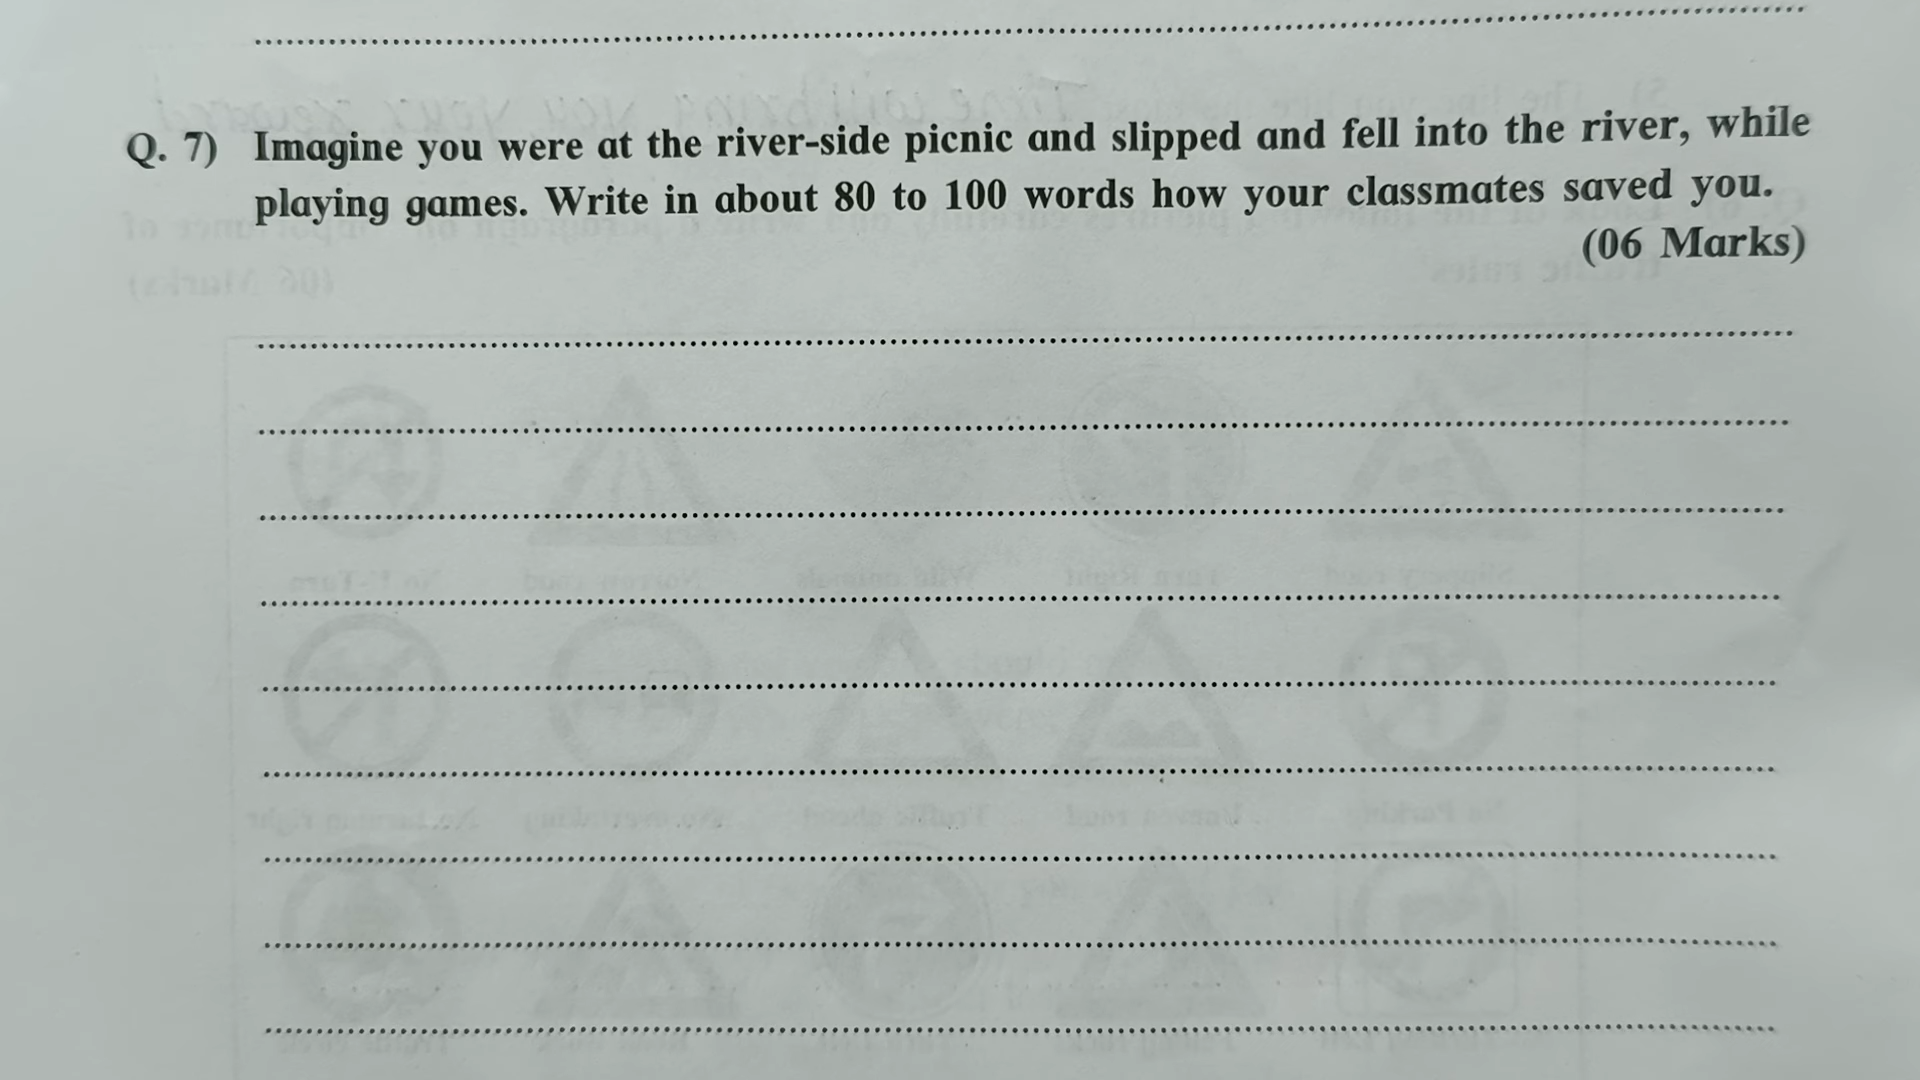 Q. 7) Imagine you were at the river-side picnic and slipped and fell into the river, while
playing games. Write in about 80 to 100 words how your classmates saved you.
(06 Marks)